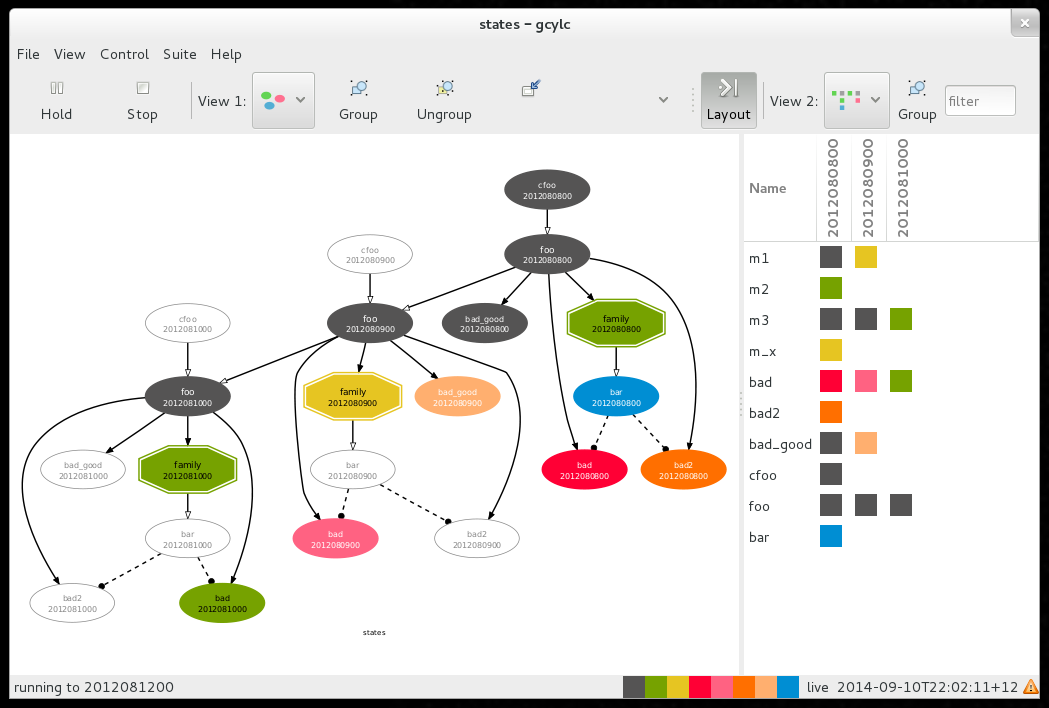 states – gcylc
File View Control Suite Help
Hold Stop View 1: Group Ungroup Layout View 2: Group filter
cfoo
2012080800
foo
2012080800
cfoo
2012080900
foo
2012080900
bad_good
2012080800
family
2012080800
cfoo
2012081000
foo
2012081000
family
2012080900
bad_good
2012080900
bar
2012080800
bad_good
2012081000
family
2012081000
bar
2012080900
bad
2012080800
bad2
2012080800
bar
2012081000
bad
2012080900
bad2
2012080900
bad2
2012081000
bad
2012081000
states
Name 2012080800 2012080900 2012081000
m1
m2
m3
m_x
bad
bad2
bad_good
cfoo
foo
bar
running to 2012081200 live 2014-09-10T22:02:11+12